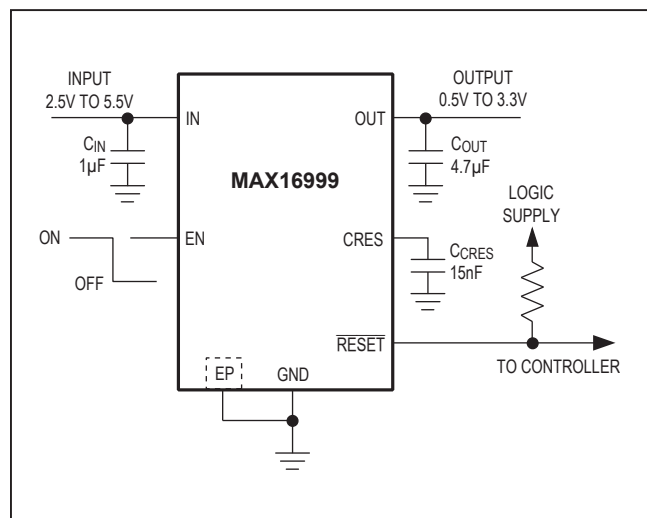 INPUT
2.5V TO 5.5V
OUTPUT
0.5V TO 3.3V
IN
OUT
CIN
1µF
COUT
4.7µF
MAX16999
LOGIC
SUPPLY
ON
OFF
EN
CRES
CCRES
15nF
RESET
TO CONTROLLER
EP
GND